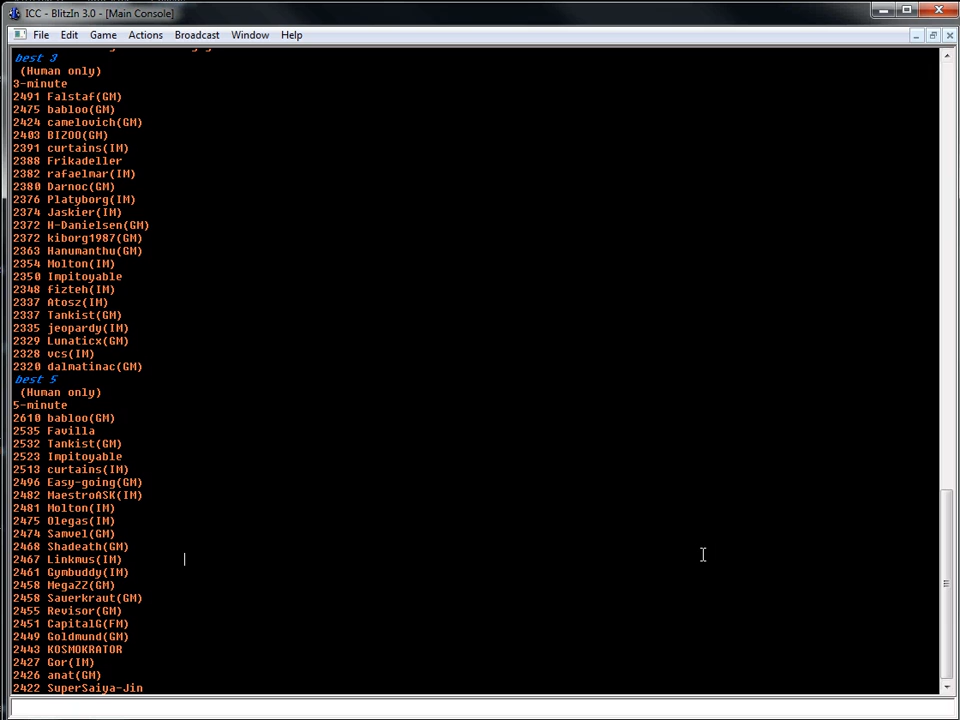 ICC - BlitzIn 3.0 - [Main Console]
File Edit Game Actions Broadcast Window Help
best 3
(Human only)
3-minute
2491 Falstaf(GM)
2475 babloo(GM)
2424 camelovich(GM)
2403 BIZOO(GM)
2391 curtains(IM)
2388 Frikadeller
2382 rafaelmar(IM)
2380 Darnoc(GM)
2376 Platyborg(IM)
2374 Jaskier(IM)
2372 H-Danielsen(GM)
2372 kiborg1987(GM)
2363 Hanumanthu(GM)
2354 Molton(IM)
2350 Impitoyable
2348 fizteh(IM)
2337 Atosz(IM)
2337 Tankist(GM)
2335 jeopardy(IM)
2329 Lunaticx(GM)
2328 vcs(IM)
2320 dalmatinac(GM)
best 5
(Human only)
5-minute
2610 babloo(GM)
2535 Favilla
2532 Tankist(GM)
2523 Impitoyable
2513 curtains(IM)
2496 Easy-going(GM)
2482 MaestroASK(IM)
2481 Molton(IM)
2475 Olegas(IM)
2474 Samvel(GM)
2468 Shadeath(GM)
2467 Linkmus(IM)
2461 Gymbuddy(IM)
2458 MegaZZ(GM)
2458 Sauerkraut(GM)
2455 Revisor(GM)
2451 CapitalG(FM)
2449 Goldmund(GM)
2443 KOSMOKRATOR
2427 Gor(IM)
2426 anat(GM)
2422 SuperSaiya-Jin